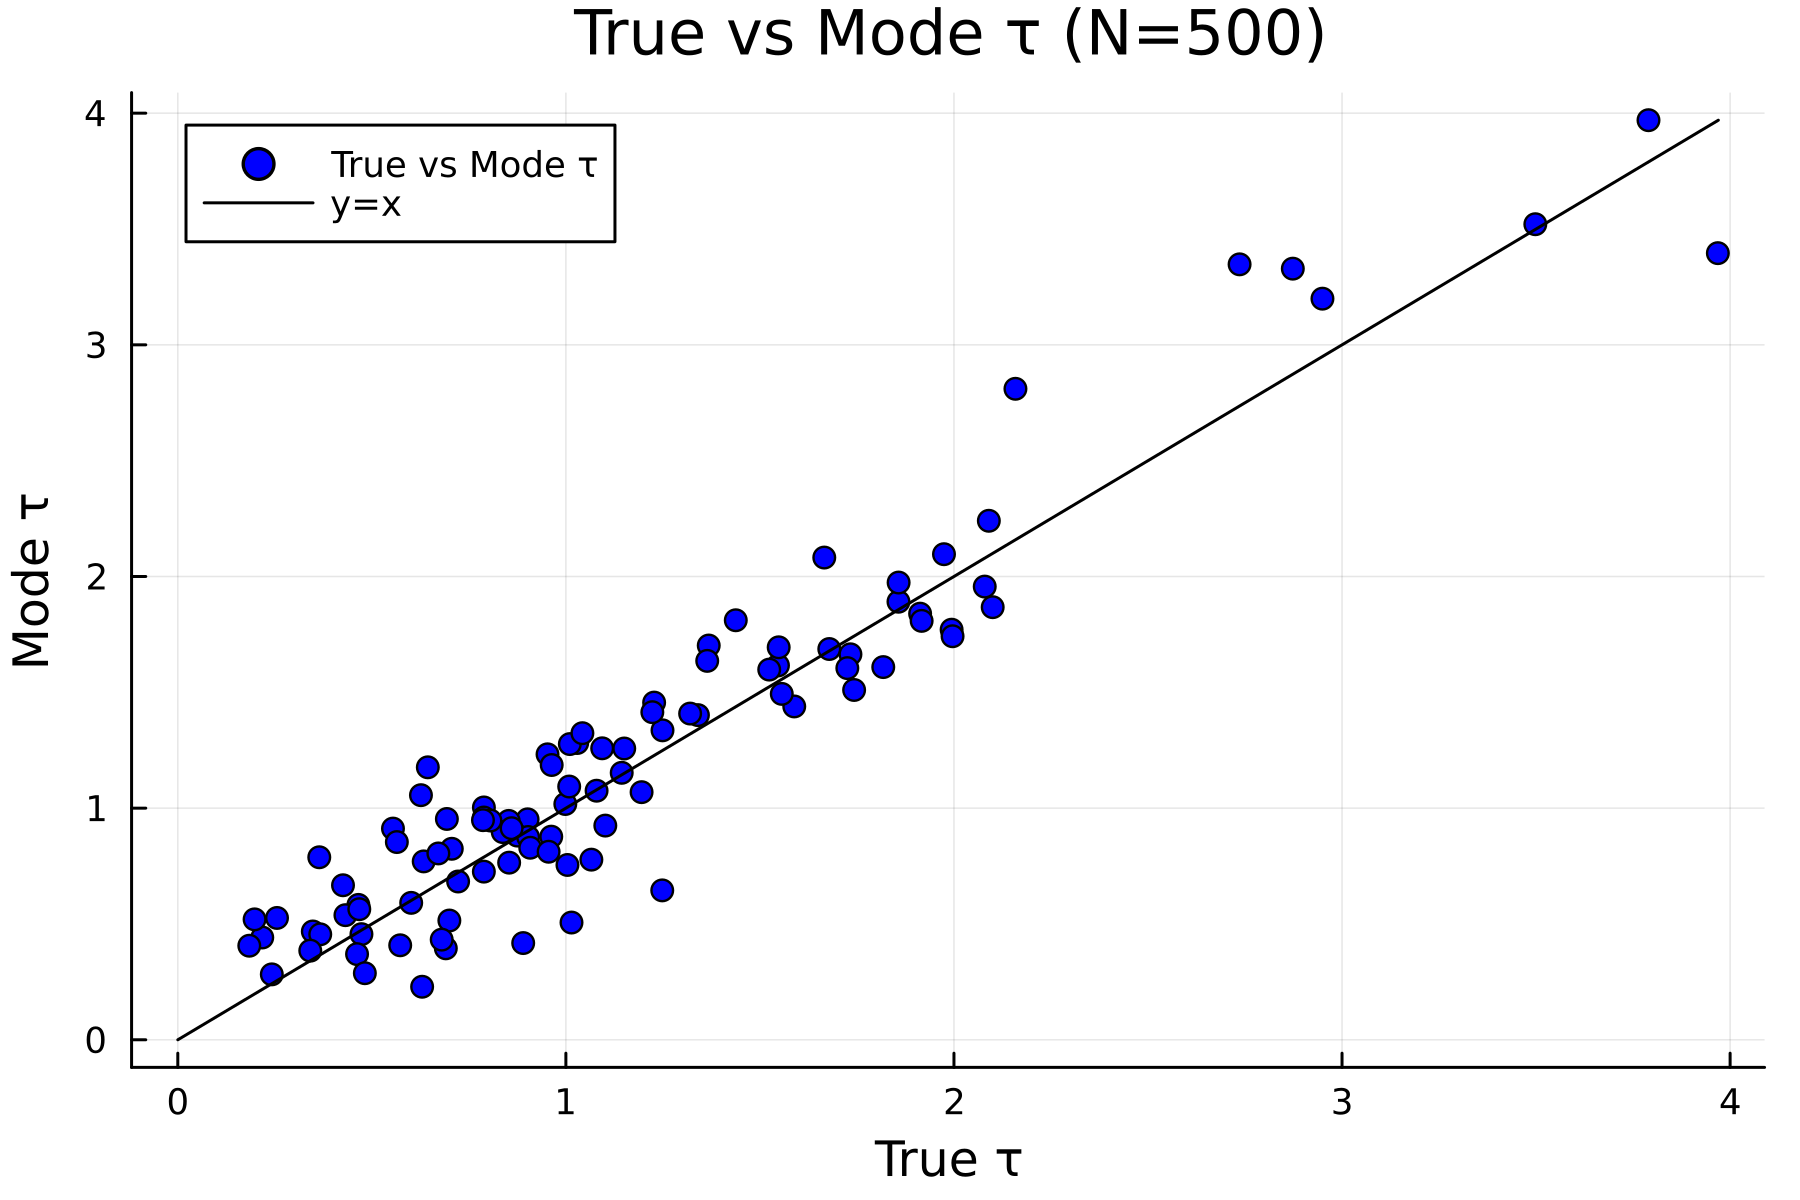 True vs Mode τ (N=500)
True vs Mode τ
y=x
Mode τ
4
3
2
1
0
0 1 2 3 4
True τ